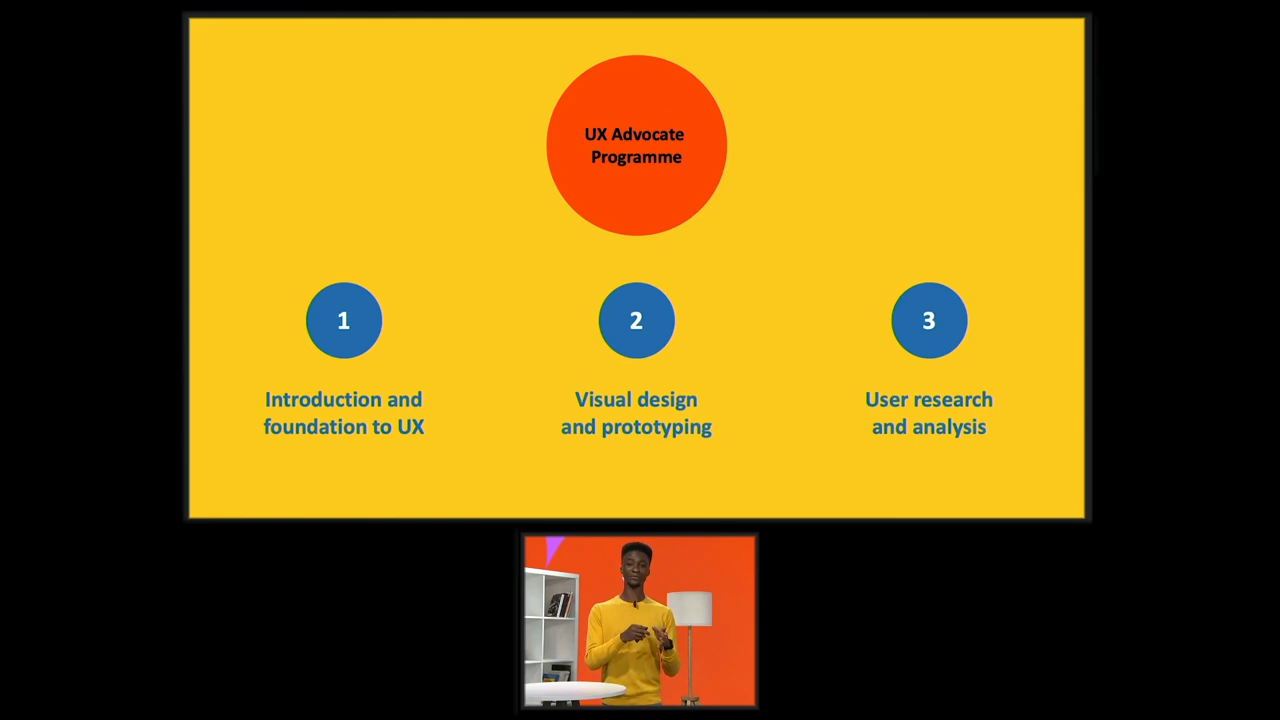 UX Advocate
Programme
1
2
3
Introduction and
foundation to UX
Visual design
and prototyping
User research
and analysis